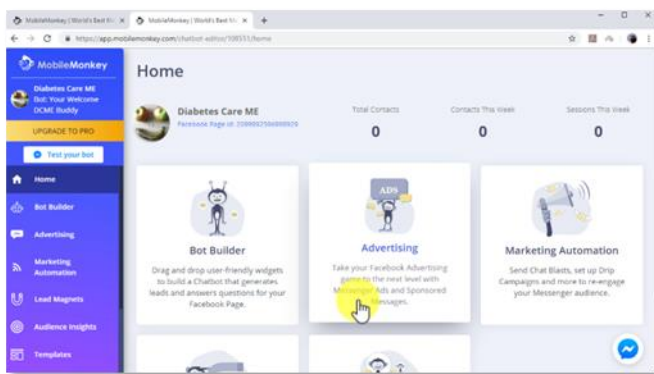 MobileMonkey | World's Best
MobileMonkey | World's Best
https://app.mobilemonkey.com/chatbot-editor/108551/home
MobileMonkey
Diabetes Care ME
Bot: Your Welcome
DCME Buddy
UPGRADE TO PRO
Test your bot
Home
Bot Builder
Advertising
Marketing
Automation
Lead Magnets
Audience Insights
Templates
Home
Diabetes Care ME
Facebook Page id:
Total Contacts
0
Contacts This Week
0
Sessions This Week
0
Bot Builder
Drag and drop user-friendly widgets
to build a Chatbot that generates
leads and answers questions for your
Facebook Page.
ADS
Advertising
Take your Facebook Advertising
game to the next level with
Messenger Ads and Sponsored
Messages.
Marketing Automation
Send Chat Blasts, set up Drip
Campaigns and more to re-engage
your Messenger audience.